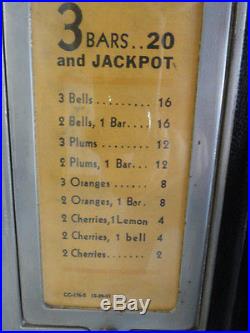 3 BARS..20
and JACKPOT
3 Bells........ 16
2 Bells, 1 Bar.... 16
3 Plums....... 12
2 Plums, 1 Bar... 12
3 Oranges..... 8
2 Oranges, 1 Bar. 8
2 Cherries, 1 Lemon 4
2 Cherries, 1 bell 4
2 Cherries...... 2